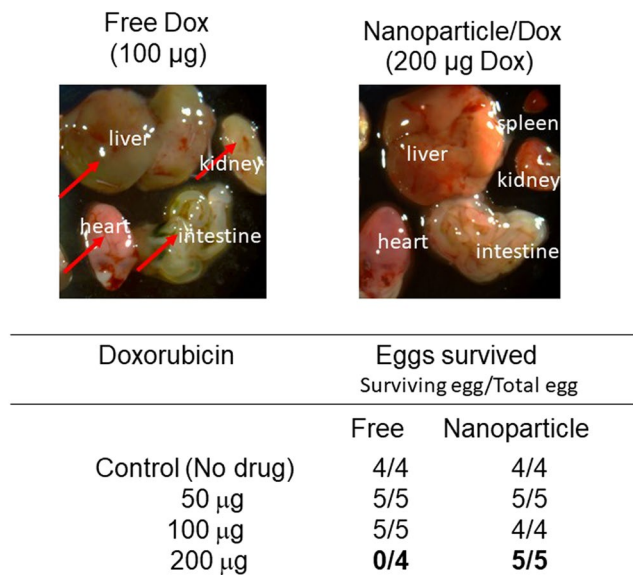 Free Dox
(100 µg)
Nanoparticle/Dox
(200 µg Dox)
liver
kidney
heart
intestine
spleen
liver
kidney
heart
intestine
Doxorubicin Eggs survived
Surviving egg/Total egg
Free Nanoparticle
Control (No drug) 4/4 4/4
50 µg 5/5 5/5
100 µg 5/5 4/4
200 µg 0/4 5/5